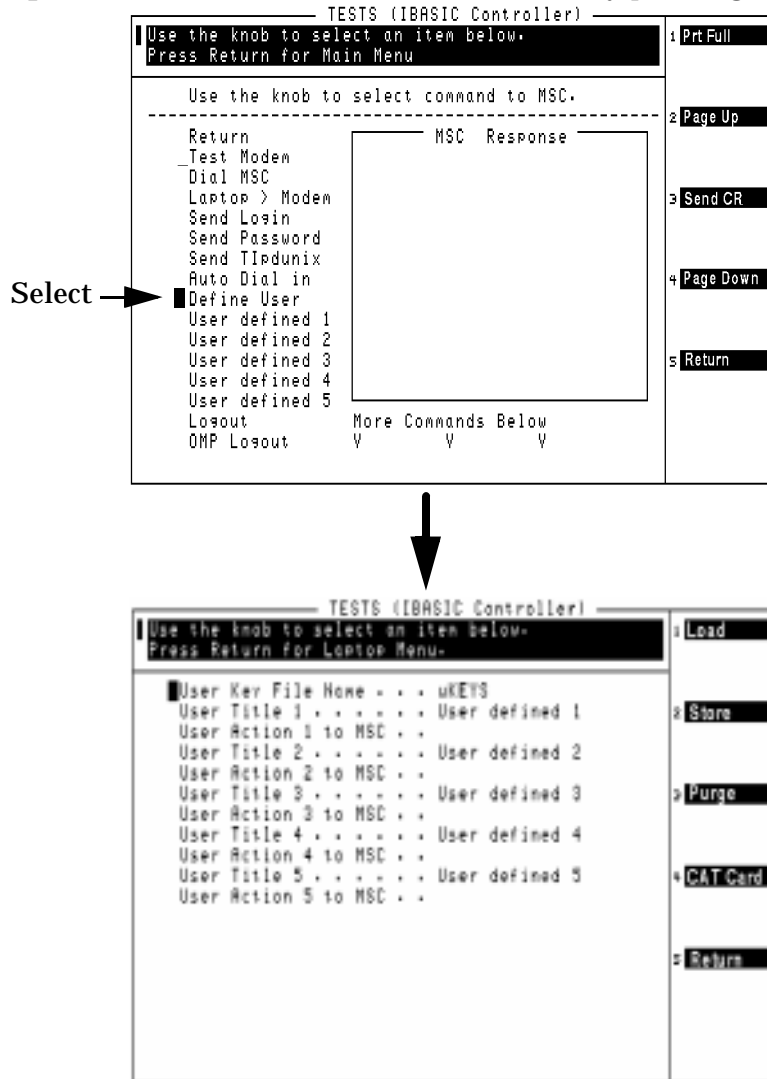 TESTS (IBASIC Controller)
Use the knob to select an item below.
Press Return for Main Menu
1 Prt Full
Use the knob to select command to MSC.
2 Page Up
Return
MSC Response
_Test Modem
Dial MSC
Laptop > Modem
3 Send CR
Send Login
Send Password
Send TIpdunix
Auto Dial in
4 Page Down
Select
Define User
User defined 1
User defined 2
User defined 3
5 Return
User defined 4
User defined 5
Logout More Commands Below
OMP Logout V V V
TESTS (IBASIC Controller)
Use the knob to select an item below.
Press Return for Laptop Menu.
1 Load
User Key File Name . . . uKEYS
User Title 1 . . . . . . User defined 1
2 Store
User Action 1 to MSC . .
User Title 2 . . . . . . User defined 2
User Action 2 to MSC . .
User Title 3 . . . . . . User defined 3
3 Purge
User Action 3 to MSC . .
User Title 4 . . . . . . User defined 4
User Action 4 to MSC . .
User Title 5 . . . . . . User defined 5
4 CAT Card
User Action 5 to MSC . .
5 Return